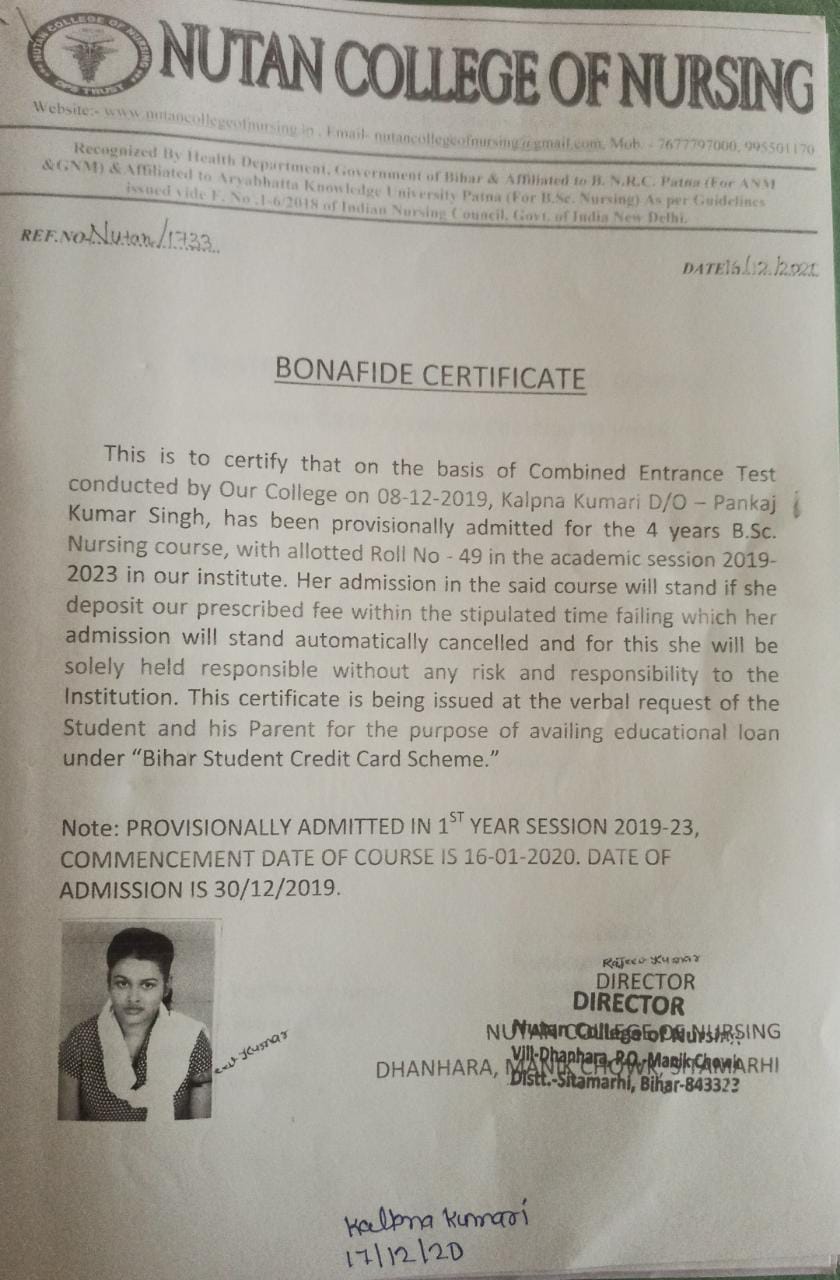 NUTAN COLLEGE OF NURSING
NUTAN COLLEGE OF NURSING
Website:- www.nutancollegeofnursing.in , Email- nutancollegeofnursing@gmail.com, Mob. - 7677797000, 995501170
Recognized By Health Department, Government of Bihar & Affiliated to B. N.R.C. Patna (For ANM
&GNM) & Affiliated to Aryabhatta Knowledge University Patna (For B.Sc. Nursing) As per Guidelines
issued vide F. No .1-6/2018 of Indian Nursing Council, Govt. of India New Delhi.
REF.NO Nutan/1733
DATE 16/12/202
BONAFIDE CERTIFICATE
This is to certify that on the basis of Combined Entrance Test
conducted by Our College on 08-12-2019, Kalpna Kumari D/O – Pankaj
Kumar Singh, has been provisionally admitted for the 4 years B.Sc.
Nursing course, with allotted Roll No - 49 in the academic session 2019-
2023 in our institute. Her admission in the said course will stand if she
deposit our prescribed fee within the stipulated time failing which her
admission will stand automatically cancelled and for this she will be
solely held responsible without any risk and responsibility to the
Institution. This certificate is being issued at the verbal request of the
Student and his Parent for the purpose of availing educational loan
under “Bihar Student Credit Card Scheme.”
Note: PROVISIONALLY ADMITTED IN 1ST YEAR SESSION 2019-23,
COMMENCEMENT DATE OF COURSE IS 16-01-2020. DATE OF
ADMISSION IS 30/12/2019.
Rajeev Kumar
DIRECTOR
DIRECTOR
NUTAN COLLEGE OF NURSING
Nutan College of Nursing
Vill-Dhanhara, P.O.-Manik Chowk
DHANHARA, MANIK CHOWK, SITAMARHI
Distt.-Sitamarhi, Bihar-843323
Kumar
Kalpna Kumari
17/12/20